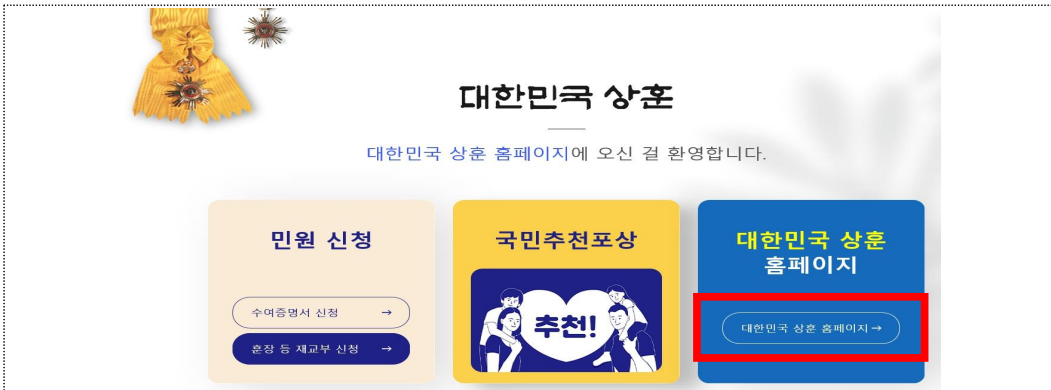 대한민국 상훈
대한민국 상훈 홈페이지에 오신 걸 환영합니다.
민원 신청
수여증명서 신청 →
훈장 등 재교부 신청 →
국민추천포상
추천!
대한민국 상훈
홈페이지
대한민국 상훈 홈페이지 →